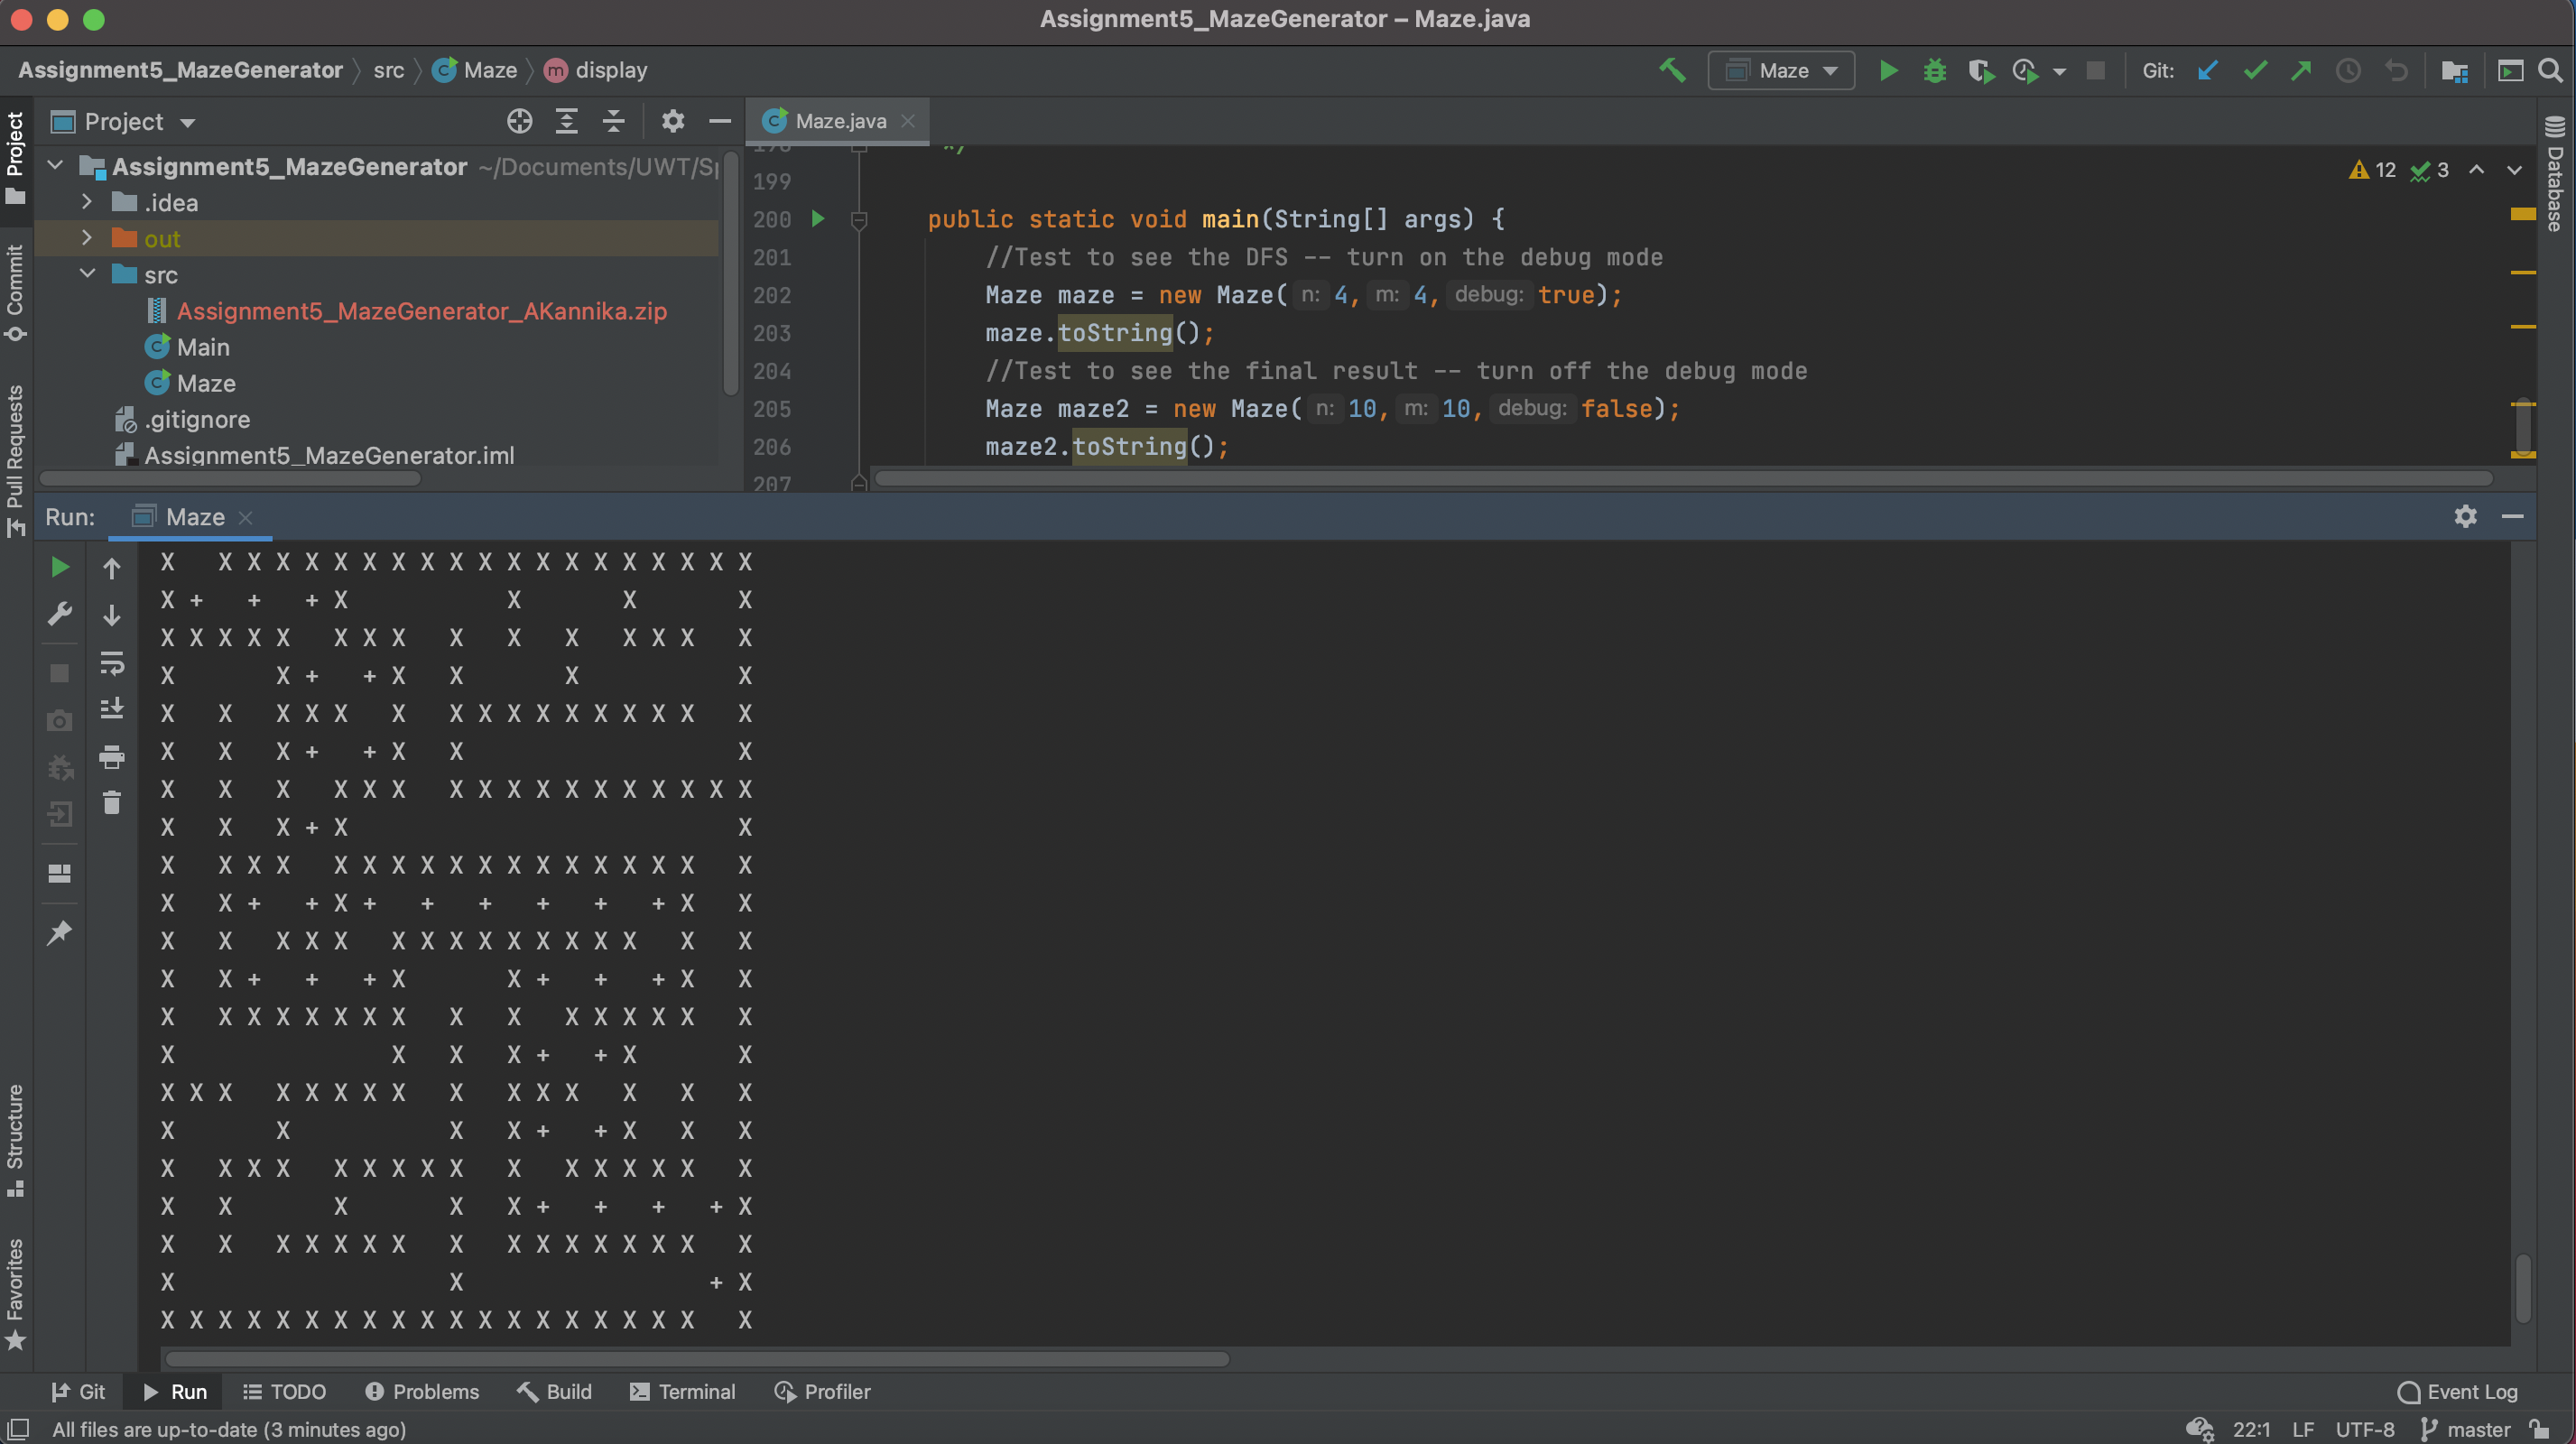 Assignment5_MazeGenerator – Maze.java
Assignment5_MazeGenerator src Maze display Maze Git:
Project
Commit
Pull Requests
Structure
Favorites
Database
Project
Assignment5_MazeGenerator ~/Documents/UWT/Sp
.idea
out
src
Assignment5_MazeGenerator_AKannika.zip
Main
Maze
.gitignore
Assignment5_MazeGenerator.iml
Maze.java
12 3
198 */
199
200 public static void main(String[] args) {
201 //Test to see the DFS -- turn on the debug mode
202 Maze maze = new Maze( n: 4, m: 4, debug: true);
203 maze.toString();
204 //Test to see the final result -- turn off the debug mode
205 Maze maze2 = new Maze( n: 10, m: 10, debug: false);
206 maze2.toString();
207
Run: Maze
X   X X X X X X X X X X X X X X X X X X X
X +   +   + X           X       X       X
X X X X X   X X X   X   X   X   X X X   X
X       X +   + X   X       X           X
X   X   X X X   X   X X X X X X X X X   X
X   X   X +   + X   X                   X
X   X   X   X X X   X X X X X X X X X X X
X   X   X + X                           X
X   X X X   X X X X X X X X X X X X X   X
X   X +   + X +   +   +   +   +   + X   X
X   X   X X X   X X X X X X X X X   X   X
X   X +   +   + X       X +   +   + X   X
X   X X X X X X X   X   X   X X X X X   X
X               X   X   X +   + X       X
X X X   X X X X X   X   X X X   X   X   X
X       X           X   X +   + X   X   X
X   X X X   X X X X X   X   X X X X X   X
X   X       X       X   X +   +   +   + X
X   X   X X X X X   X   X X X X X X X   X
X                   X                 + X
X X X X X X X X X X X X X X X X X X X   X
Git Run TODO Problems Build Terminal Profiler Event Log
All files are up-to-date (3 minutes ago) 22:1 LF UTF-8 master